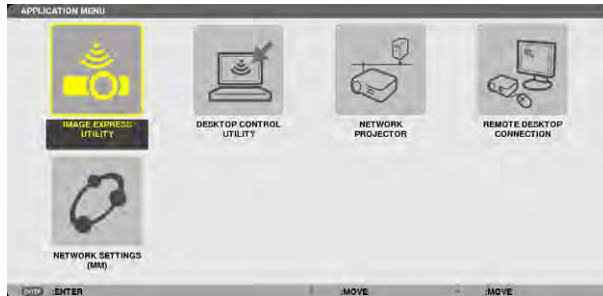 APPLICATION MENU
IMAGE EXPRESS
UTILITY
DESKTOP CONTROL
UTILITY
NETWORK
PROJECTOR
REMOTE DESKTOP
CONNECTION
NETWORK SETTINGS
(MM)
ENTER :ENTER :MOVE :MOVE